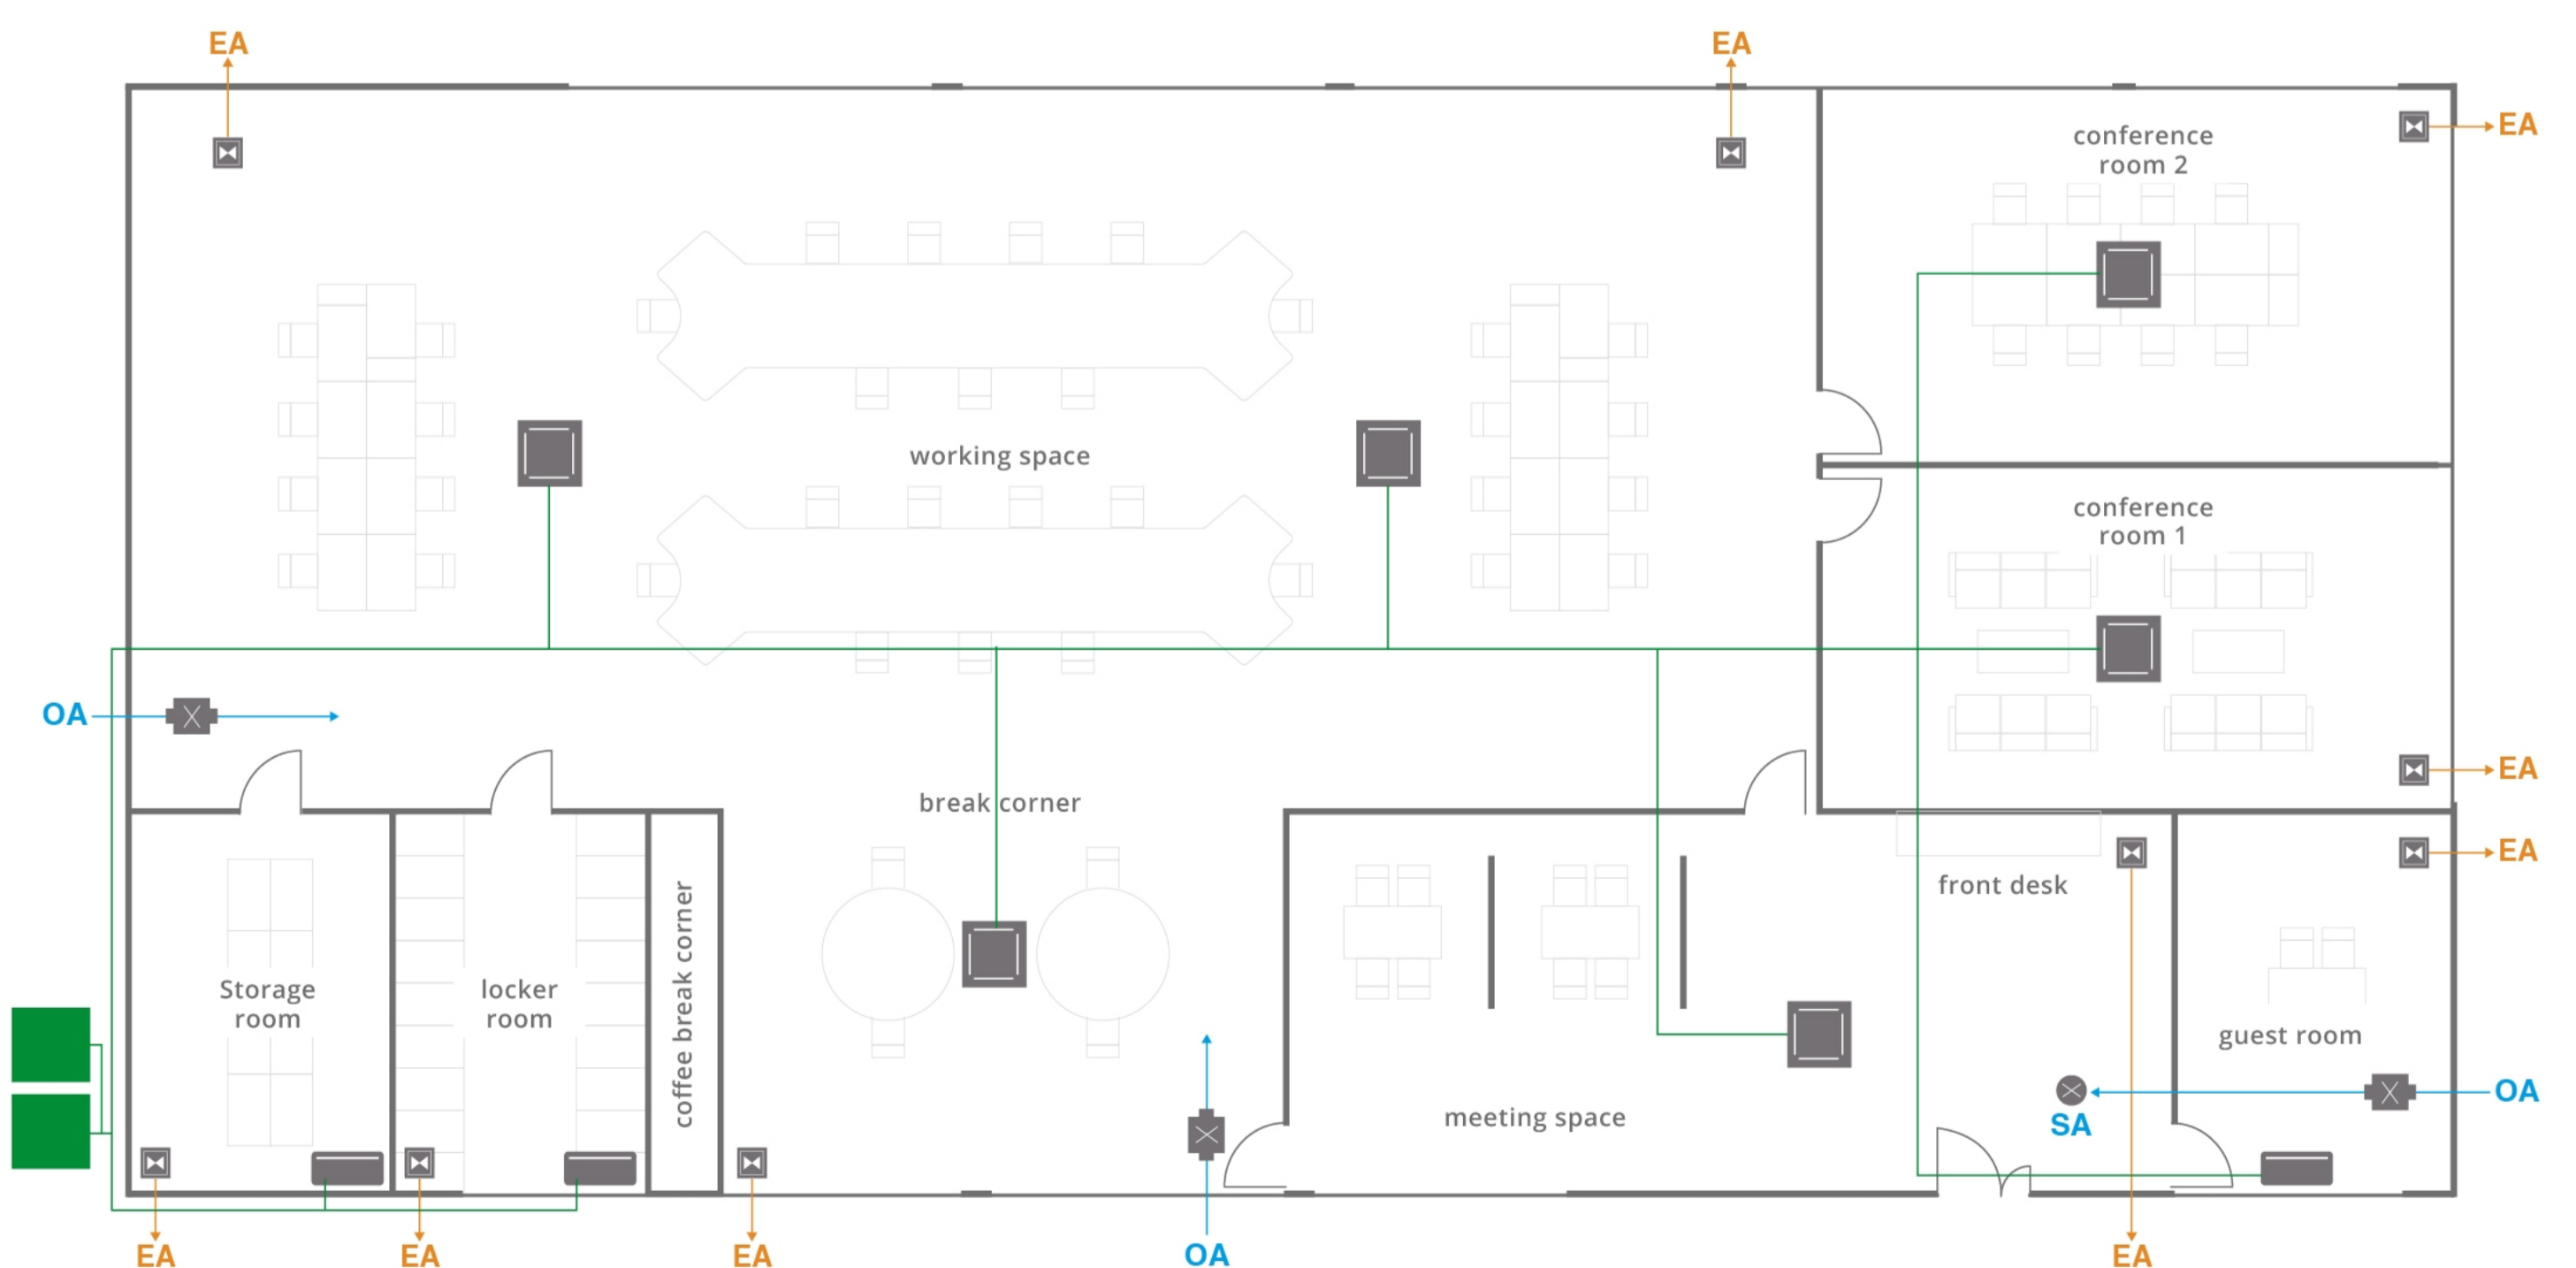 EA
EA
EA
conference
room 2
working space
conference
room 1
OA
EA
break corner
EA
front desk
coffee break corner
Storage
room
locker
room
guest room
meeting space
OA
SA
EA
EA
EA
OA
EA